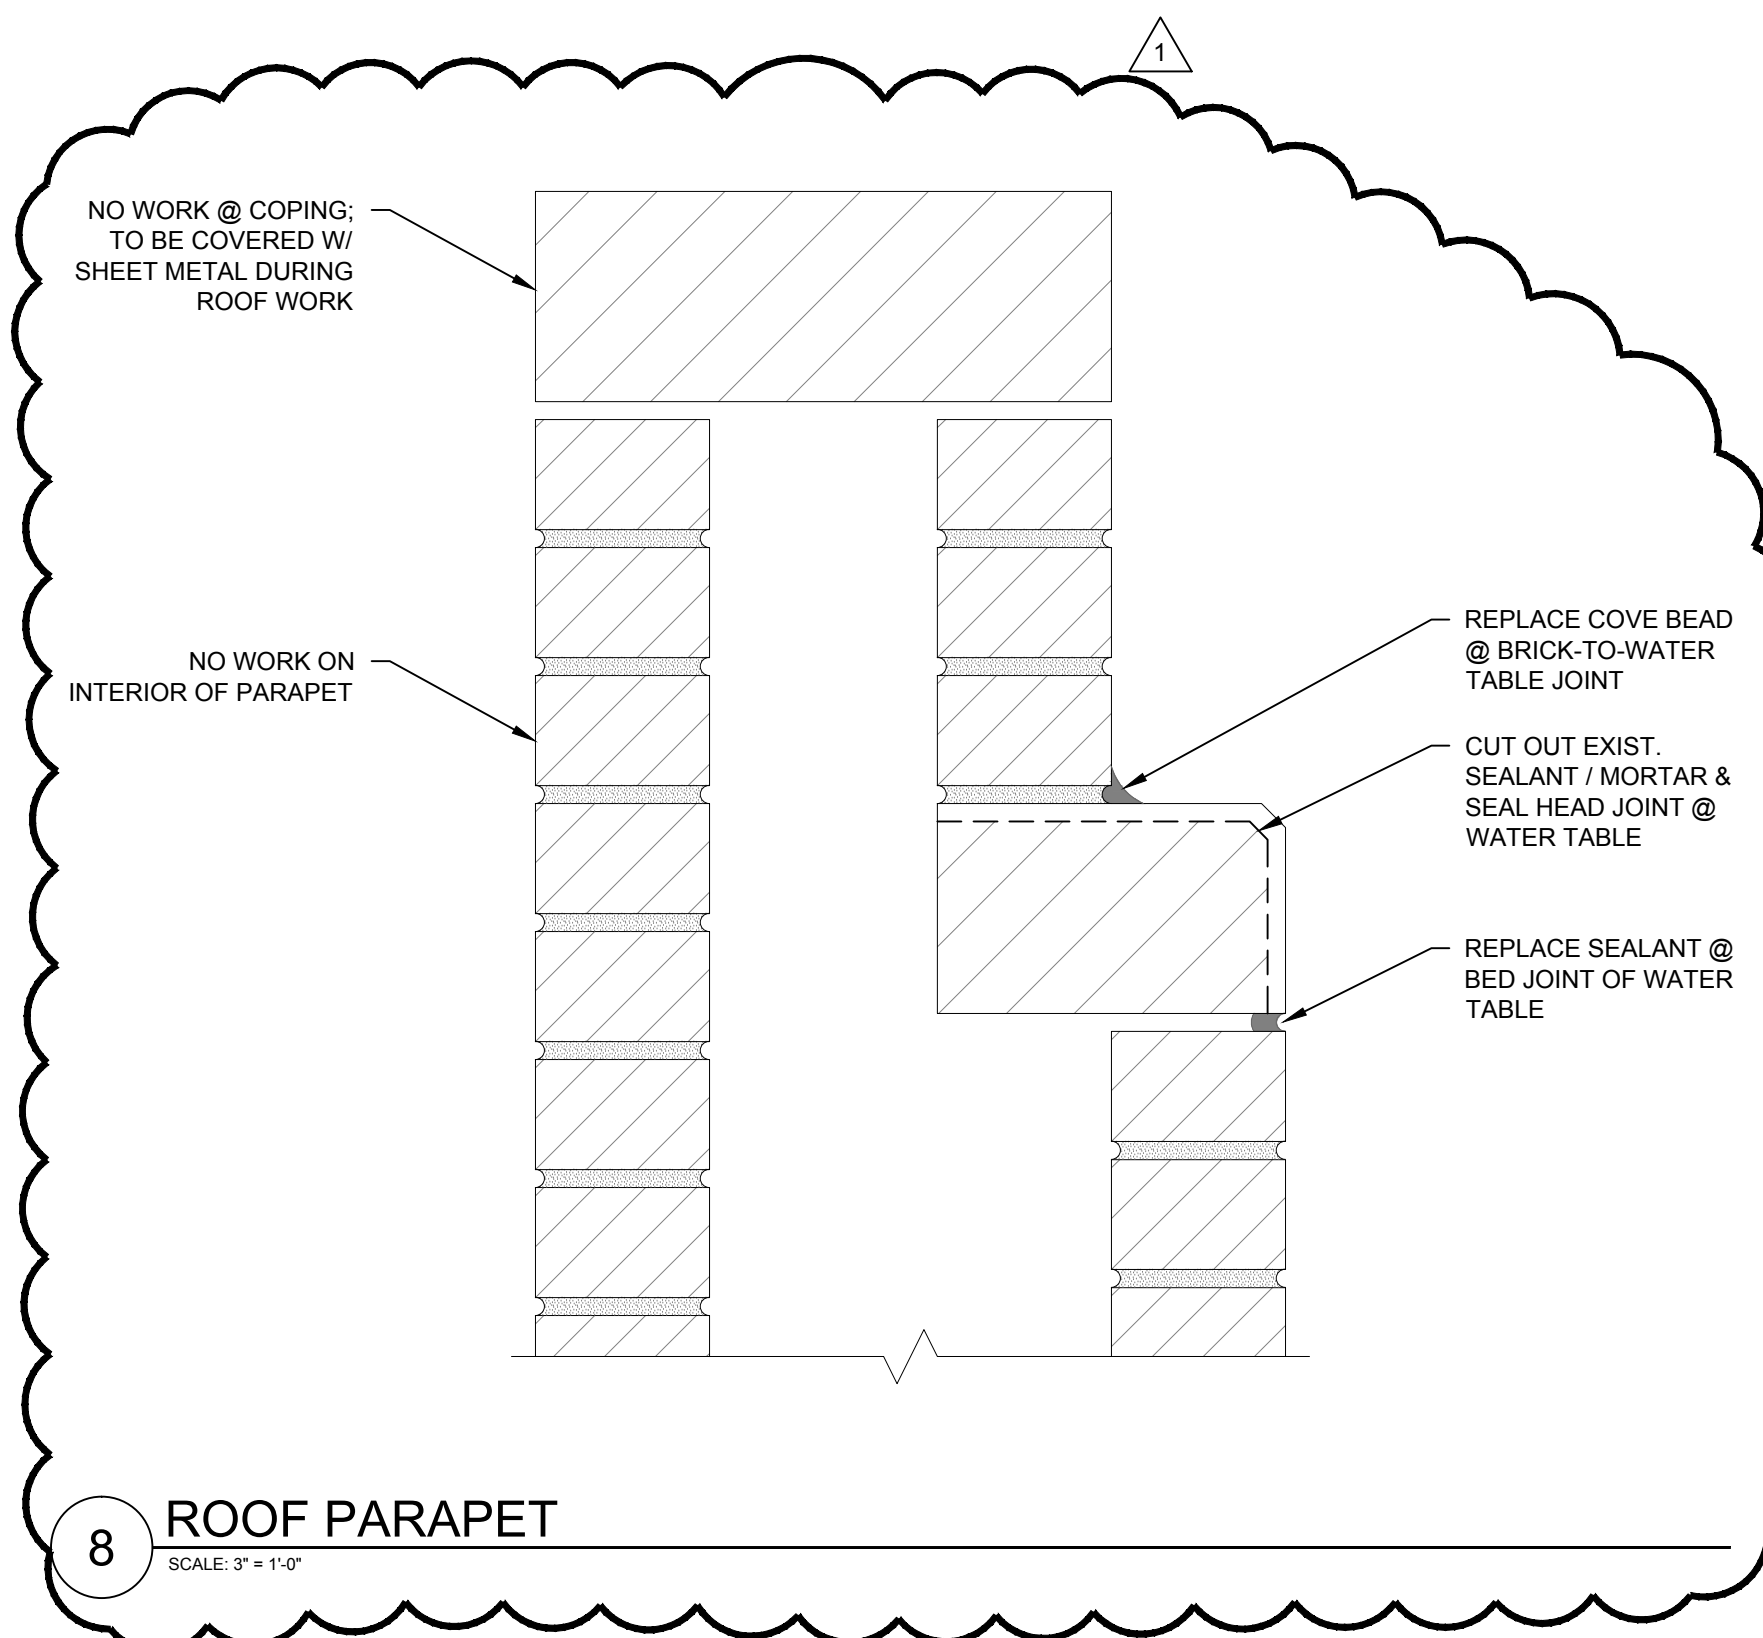 1
NO WORK @ COPING;
TO BE COVERED W/
SHEET METAL DURING
ROOF WORK
NO WORK ON
INTERIOR OF PARAPET
REPLACE COVE BEAD
@ BRICK-TO-WATER
TABLE JOINT
CUT OUT EXIST.
SEALANT / MORTAR &
SEAL HEAD JOINT @
WATER TABLE
REPLACE SEALANT @
BED JOINT OF WATER
TABLE
8
ROOF PARAPET
SCALE: 3" = 1'-0"